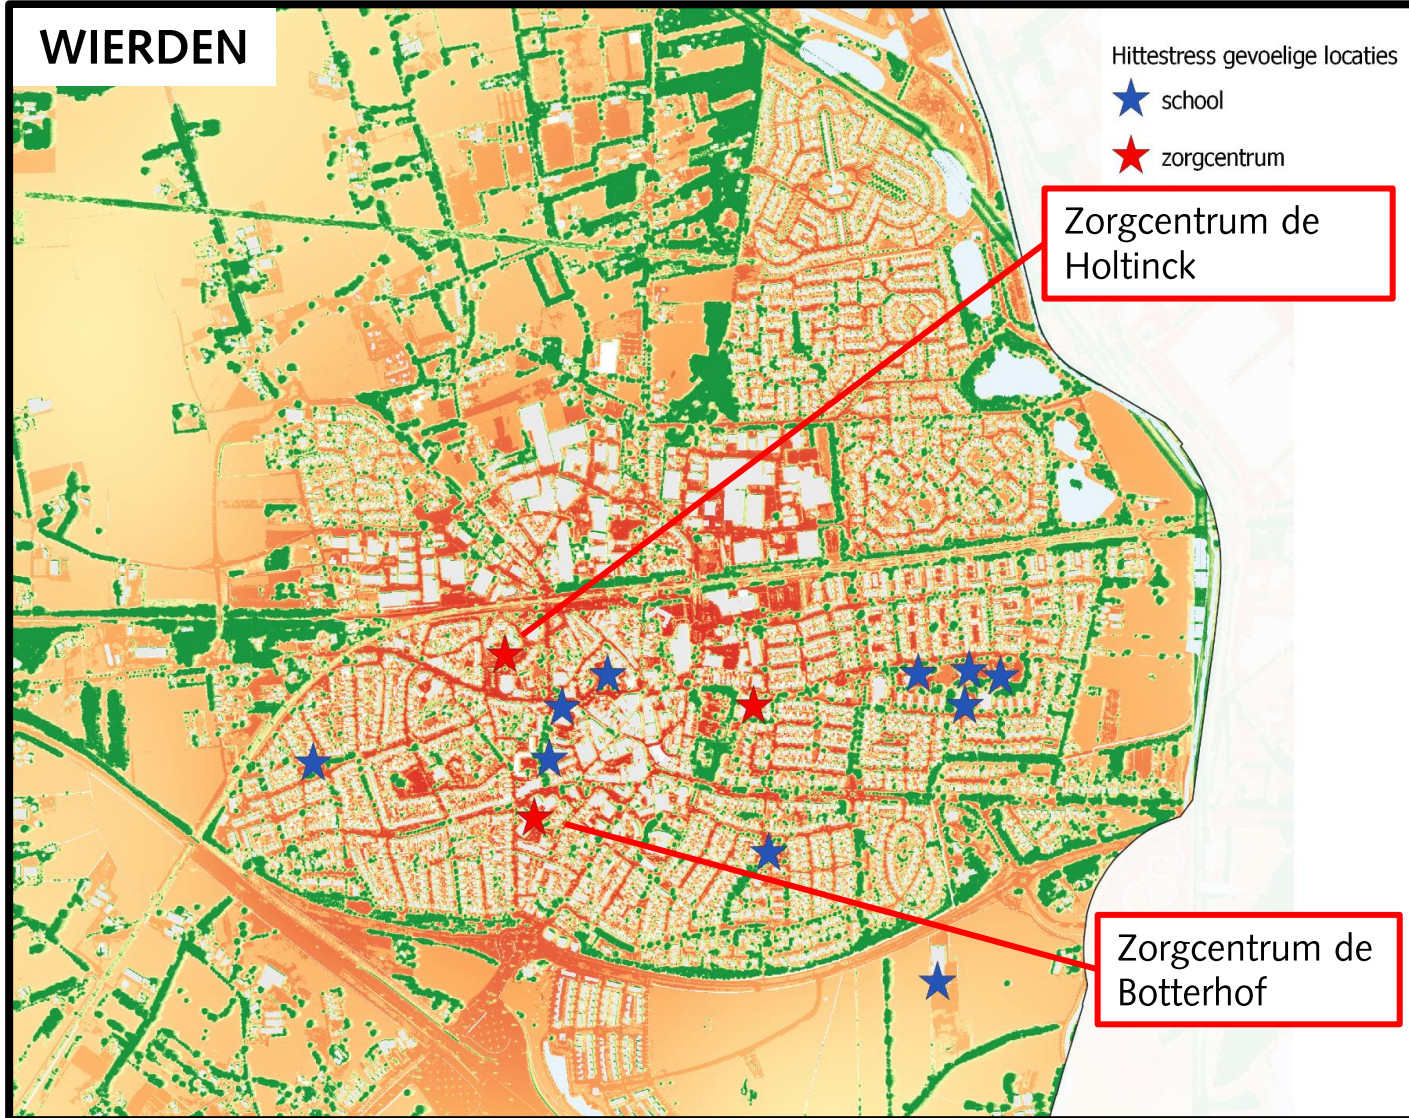 WIERDEN
Hittestress gevoelige locaties
school
zorgcentrum
Zorgcentrum de
Holtinck
Zorgcentrum de
Botterhof